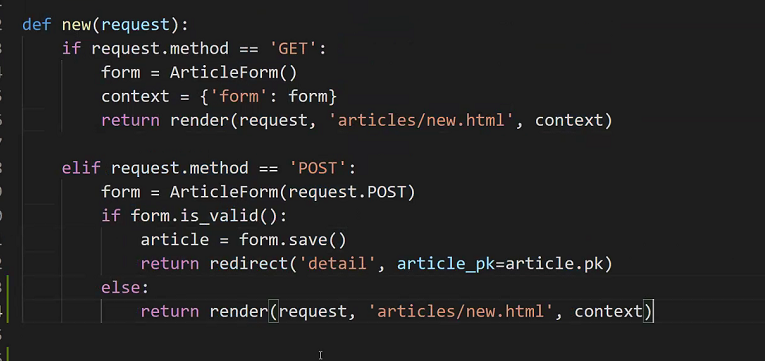 def new(request):
    if request.method == 'GET':
        form = ArticleForm()
        context = {'form': form}
        return render(request, 'articles/new.html', context)

    elif request.method == 'POST':
        form = ArticleForm(request.POST)
        if form.is_valid():
            article = form.save()
            return redirect('detail', article_pk=article.pk)
        else:
            return render(request, 'articles/new.html', context)